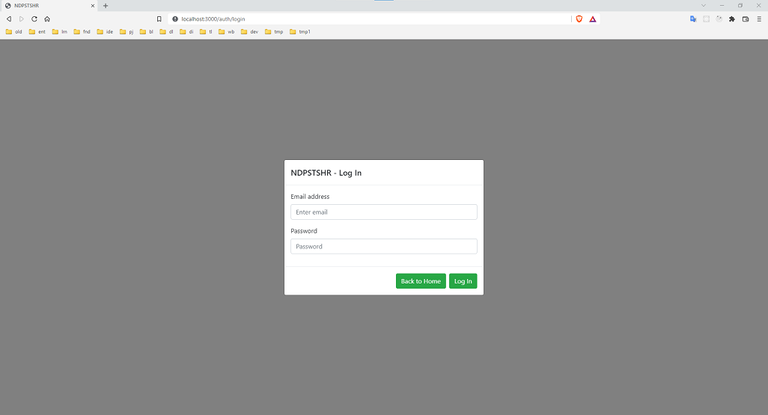 NDPSTSHR
localhost:3000/auth/login
old ent lrn fnd ide pj bl dl di tl wb dev tmp tmp1
NDPSTSHR - Log In
Email address
Enter email
Password
Password
Back to Home Log In